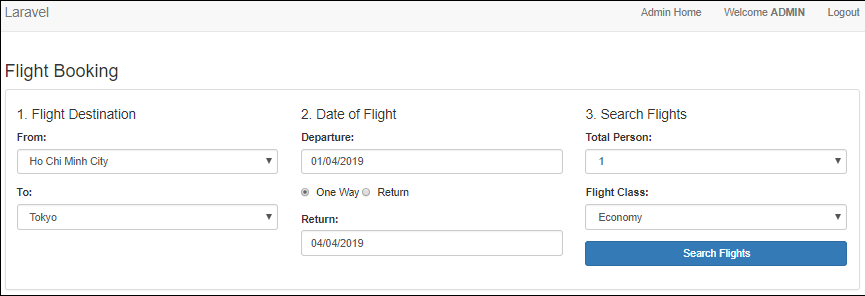 Laravel Admin Home Welcome ADMIN Logout
Flight Booking
1. Flight Destination
From:
Ho Chi Minh City
To:
Tokyo
2. Date of Flight
Departure:
01/04/2019
One Way Return
Return:
04/04/2019
3. Search Flights
Total Person:
1
Flight Class:
Economy
Search Flights